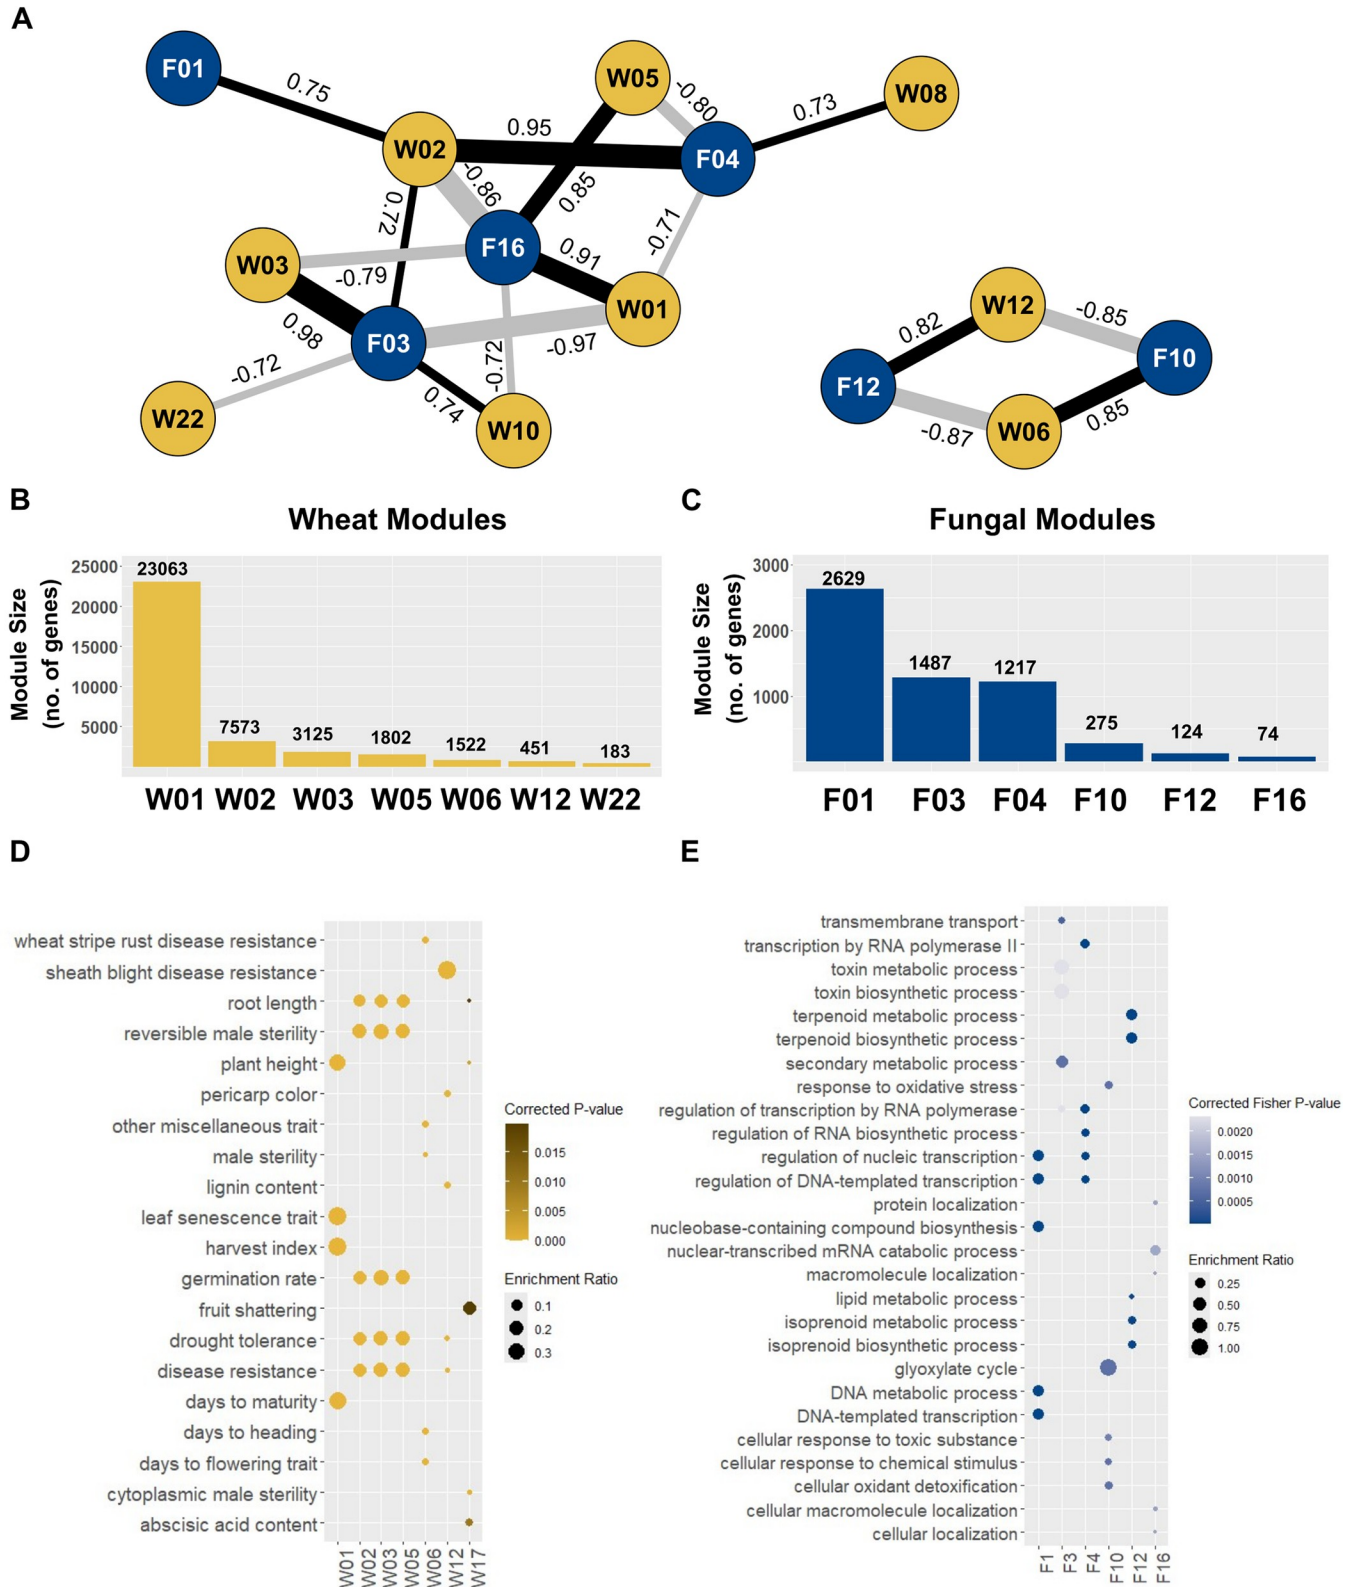 A
F01
W05
W08
0.75
-0.80
0.73
W02
0.95
F04
-0.86
0.85
0.72
-0.71
F16
W03
0.91
-0.79
W01
0.98
F03
-0.97
-0.72
-0.72
0.74
W22
W10
W12
0.82
-0.85
F12
F10
-0.87
W06
0.85
B
Wheat Modules
Module Size
(no. of genes)
25000
20000
15000
10000
5000
23063
7573
3125
1802
1522
451
183
W01 W02 W03 W05 W06 W12 W22
C
Fungal Modules
Module Size
(no. of genes)
3000
2000
1000
2629
1487
1217
275
124
74
F01 F03 F04 F10 F12 F16
D
wheat stripe rust disease resistance
sheath blight disease resistance
root length
reversible male sterility
plant height
pericarp color
other miscellaneous trait
male sterility
lignin content
leaf senescence trait
harvest index
germination rate
fruit shattering
drought tolerance
disease resistance
days to maturity
days to heading
days to flowering trait
cytoplasmic male sterility
abscisic acid content
W01
W02
W03
W05
W06
W12
W17
Corrected P-value
0.015
0.010
0.005
0.000
Enrichment Ratio
0.1
0.2
0.3
E
transmembrane transport
transcription by RNA polymerase II
toxin metabolic process
toxin biosynthetic process
terpenoid metabolic process
terpenoid biosynthetic process
secondary metabolic process
response to oxidative stress
regulation of transcription by RNA polymerase
regulation of RNA biosynthetic process
regulation of nucleic transcription
regulation of DNA-templated transcription
protein localization
nucleobase-containing compound biosynthesis
nuclear-transcribed mRNA catabolic process
macromolecule localization
lipid metabolic process
isoprenoid metabolic process
isoprenoid biosynthetic process
glyoxylate cycle
DNA metabolic process
DNA-templated transcription
cellular response to toxic substance
cellular response to chemical stimulus
cellular oxidant detoxification
cellular macromolecule localization
cellular localization
F1
F3
F4
F10
F12
F16
Corrected Fisher P-value
0.0020
0.0015
0.0010
0.0005
Enrichment Ratio
0.25
0.50
0.75
1.00